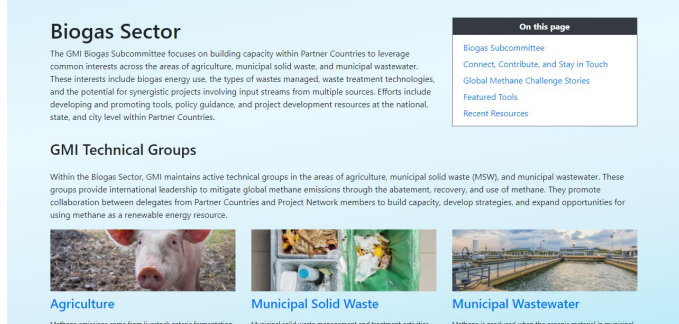 Biogas Sector
The GMI Biogas Subcommittee focuses on building capacity within Partner Countries to leverage
common interests across the areas of agriculture, municipal solid waste, and municipal wastewater.
These interests include biogas energy use, the types of wastes managed, waste treatment technologies,
and the potential for synergistic projects involving input streams from multiple sources. Efforts include
developing and promoting tools, policy guidance, and project development resources at the national,
state, and city level within Partner Countries.
On this page
Biogas Subcommittee
Connect, Contribute, and Stay in Touch
Global Methane Challenge Stories
Featured Tools
Recent Resources
GMI Technical Groups
Within the Biogas Sector, GMI maintains active technical groups in the areas of agriculture, municipal solid waste (MSW), and municipal wastewater. These
groups provide international leadership to mitigate global methane emissions through the abatement, recovery, and use of methane. They promote
collaboration between delegates from Partner Countries and Project Network members to build capacity, develop strategies, and expand opportunities for
using methane as a renewable energy resource.
Agriculture
Municipal Solid Waste
Municipal Wastewater